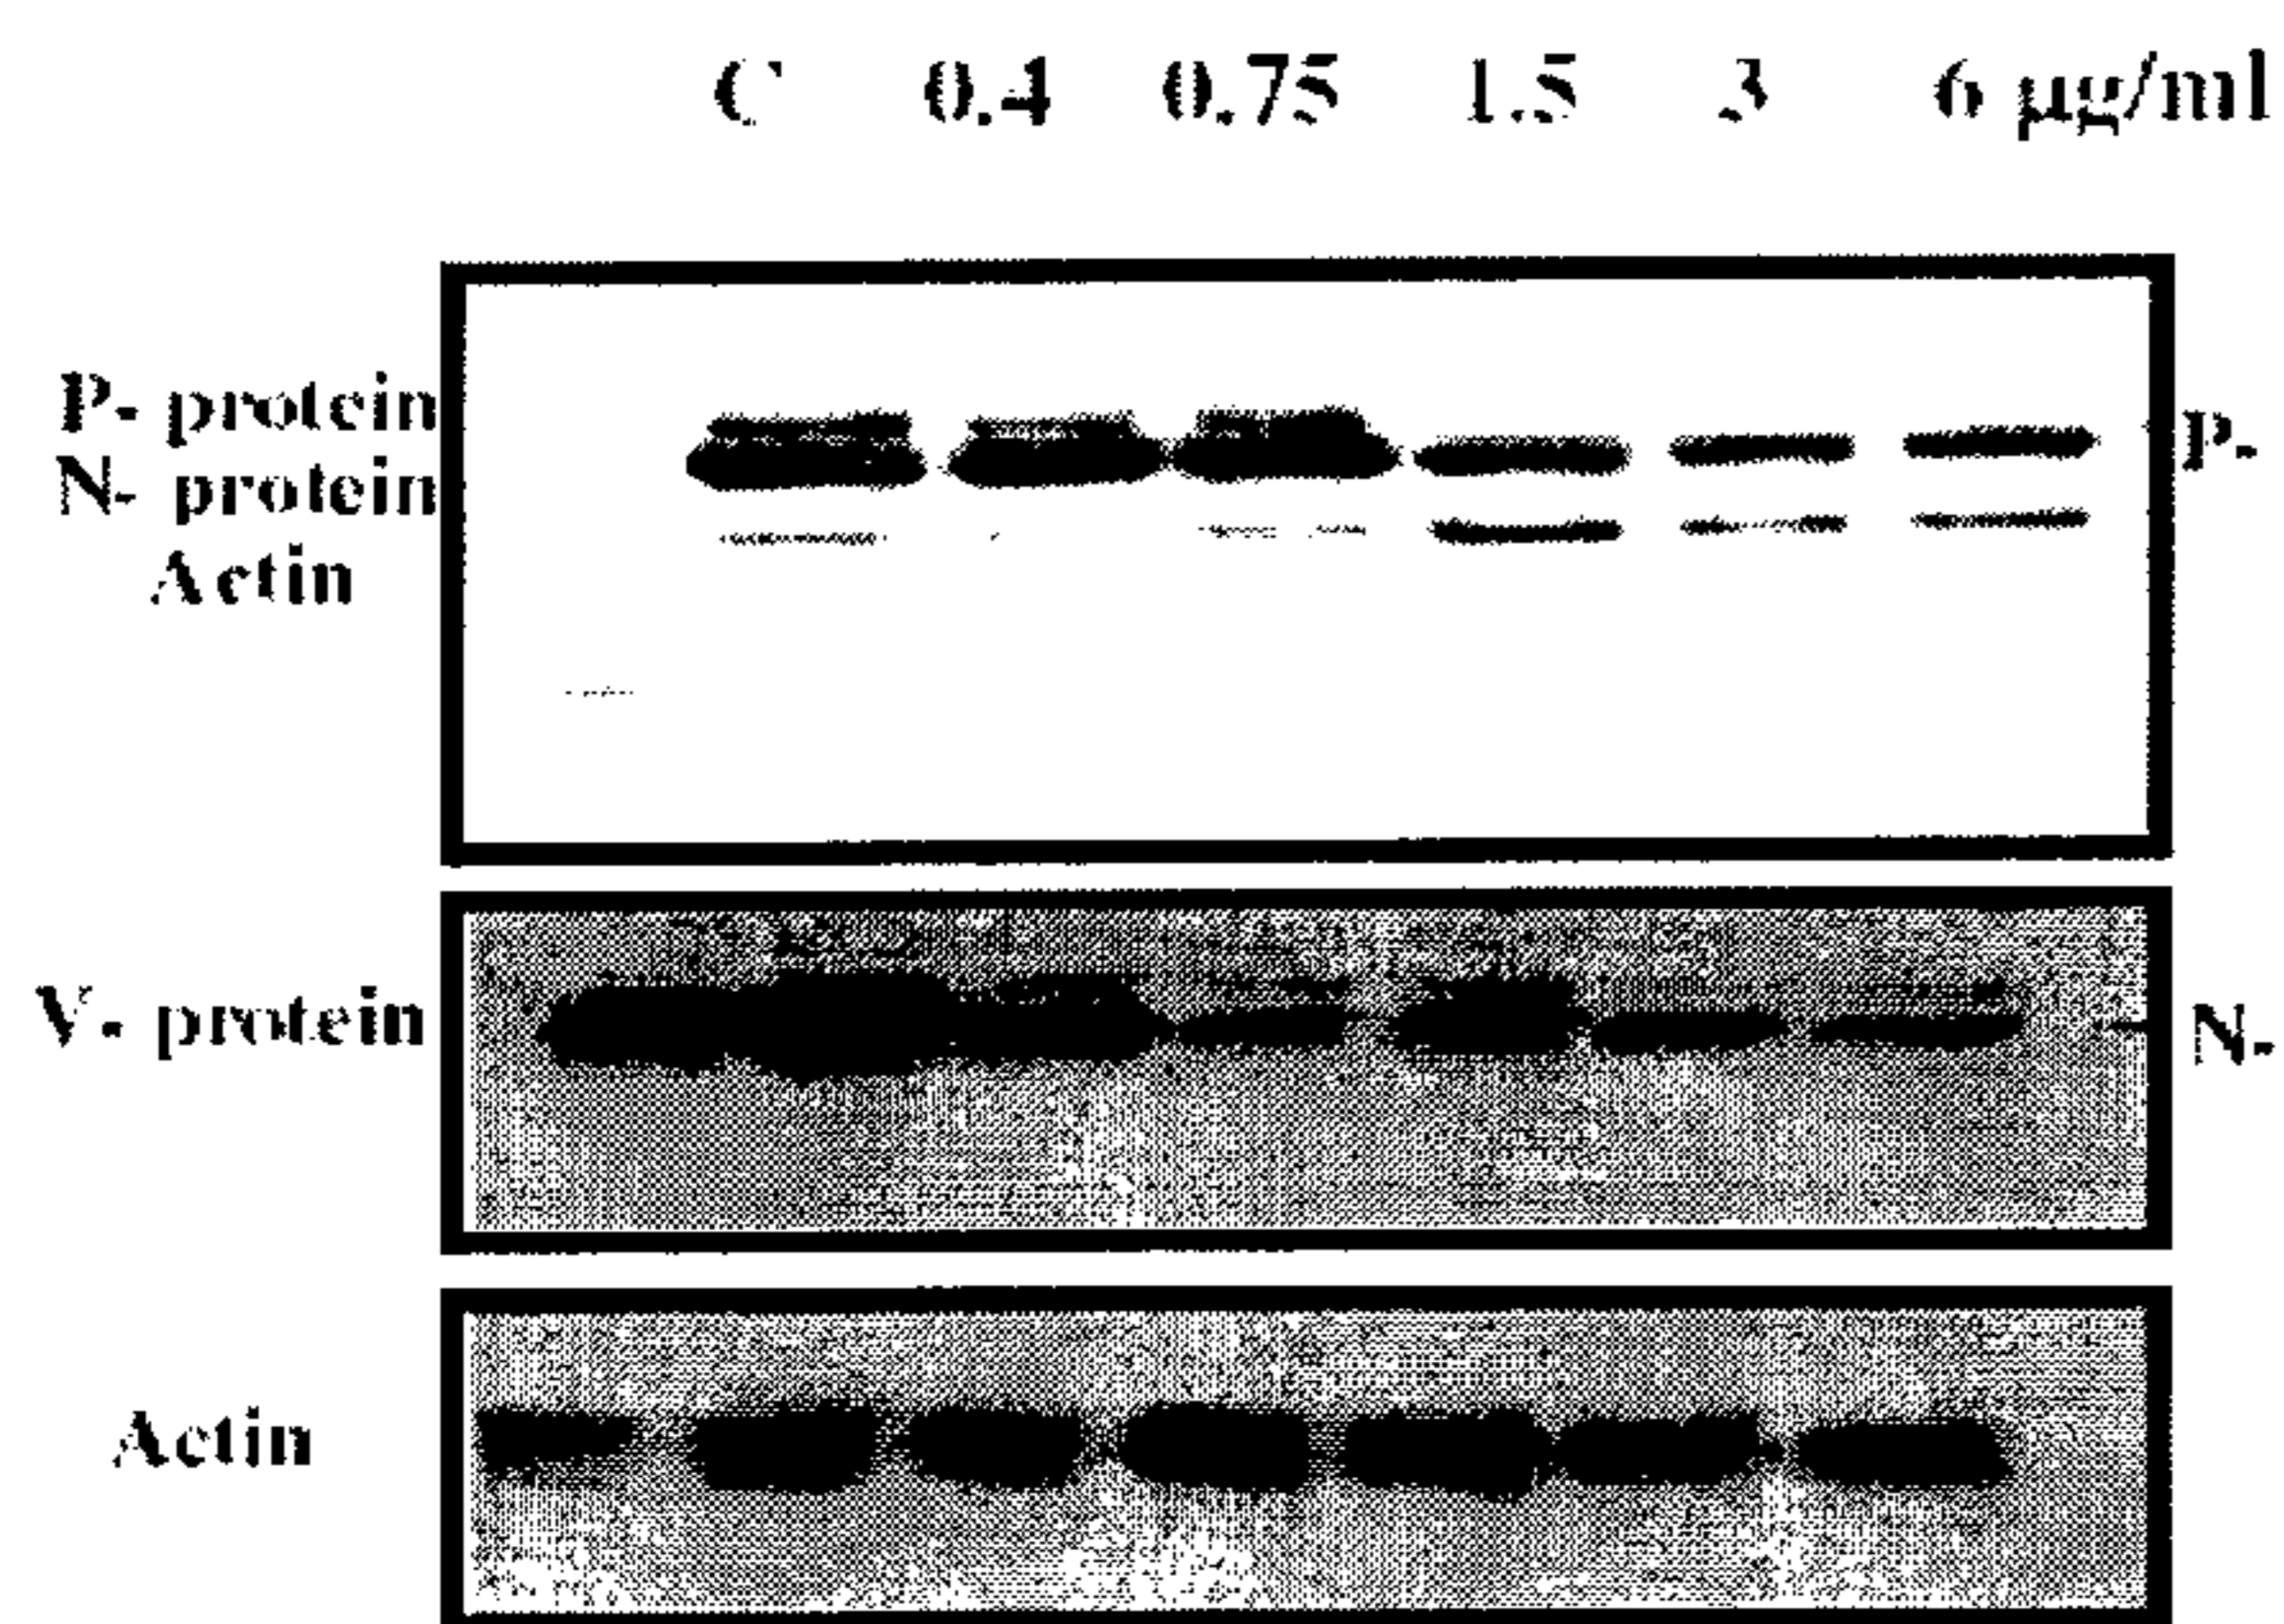 C 0.4 0.75 1.5 3 6 µg/ml
P- protein
P-
N- protein
Actin
V- protein
N-
Actin